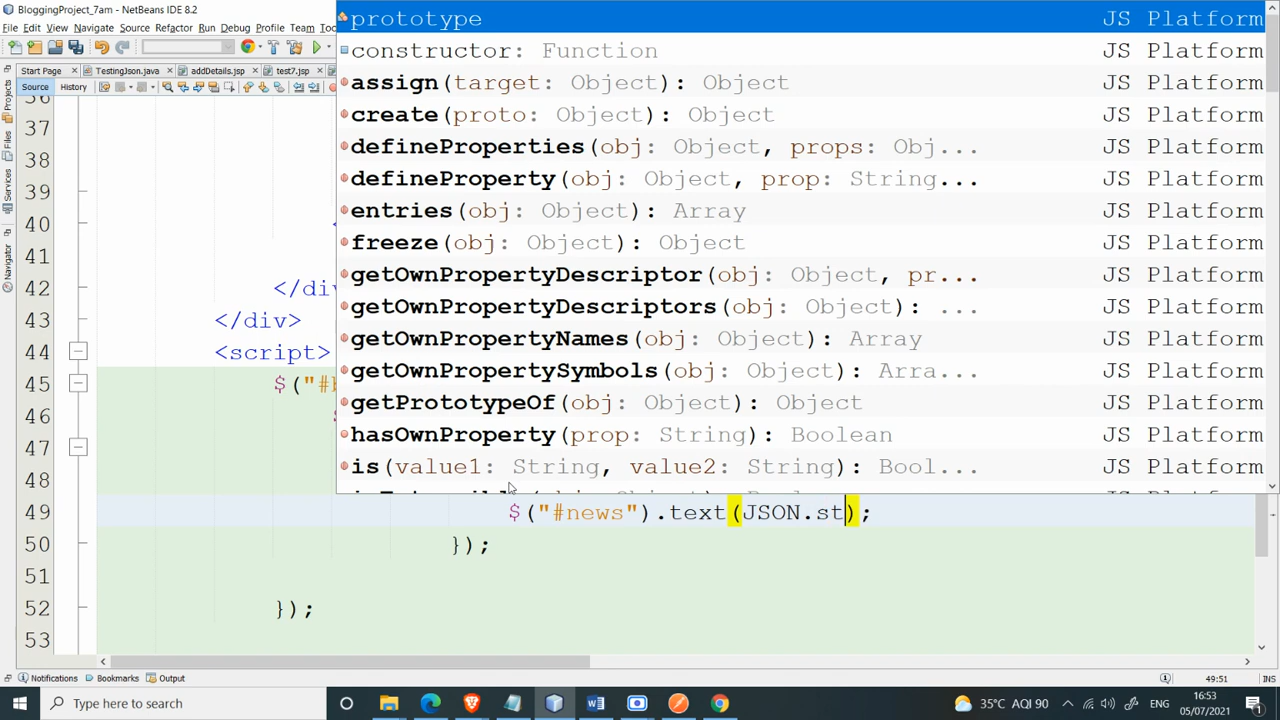 BloggingProject_7am - NetBeans IDE 8.2
File Edit View Navigate Source Refactor Run Debug Profile Team
Start Page TestingJson.java addDetails.jsp test7.jsp
Source History
Projects
Files
Services
Navigator
prototype JS Platform
constructor: Function JS Platform
assign(target: Object): Object JS Platform
create(proto: Object): Object JS Platform
defineProperties(obj: Object, props: Obj... JS Platform
defineProperty(obj: Object, prop: String... JS Platform
entries(obj: Object): Array JS Platform
freeze(obj: Object): Object JS Platform
getOwnPropertyDescriptor(obj: Object, pr... JS Platform
getOwnPropertyDescriptors(obj: Object): ... JS Platform
getOwnPropertyNames(obj: Object): Array JS Platform
getOwnPropertySymbols(obj: Object): Arra... JS Platform
getPrototypeOf(obj: Object): Object JS Platform
hasOwnProperty(prop: String): Boolean JS Platform
is(value1: String, value2: String): Bool... JS Platform
36
37
38
39
40 <
41
42 </div
43 </div>
44 <script>
45 $("#b
46
47
48
49 $("#news").text(JSON.st);
50 });
51
52 });
53
Notifications Bookmarks Output 49:51 INS
Type here to search 35°C AQI 90 ENG 16:53
05/07/2021